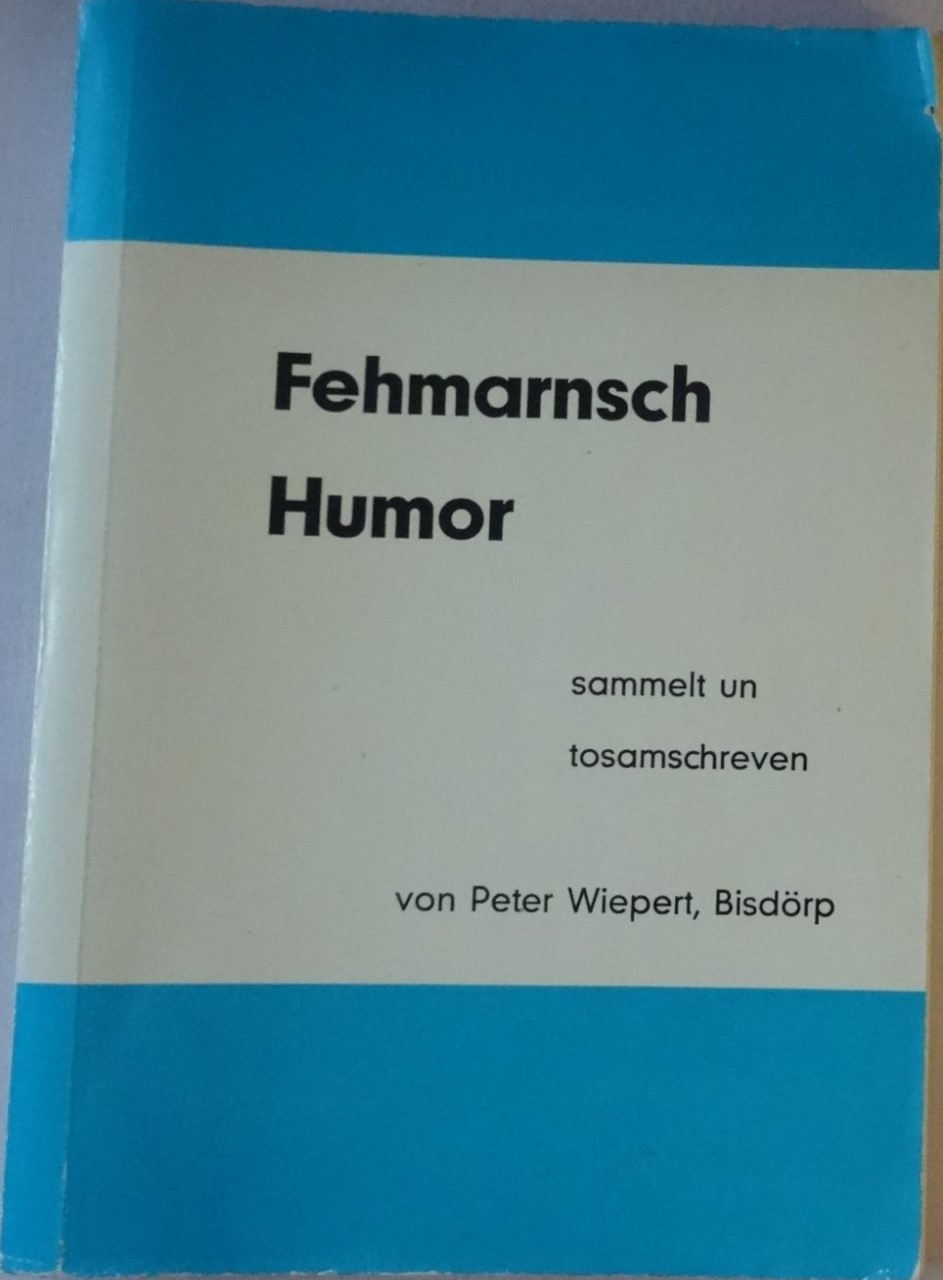 Fehmarnsch
Humor
sammelt un
tosamschreven
von Peter Wiepert, Bisdörp